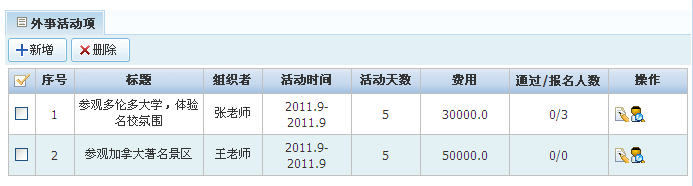 外事活动项
新增 删除
序号 标题 组织者 活动时间 活动天数 费用 通过/报名人数 操作
1 参观多伦多大学，体验名校氛围 张老师 2011.9-2011.9 5 30000.0 0/3
2 参观加拿大著名景区 王老师 2011.9-2011.9 5 50000.0 0/0